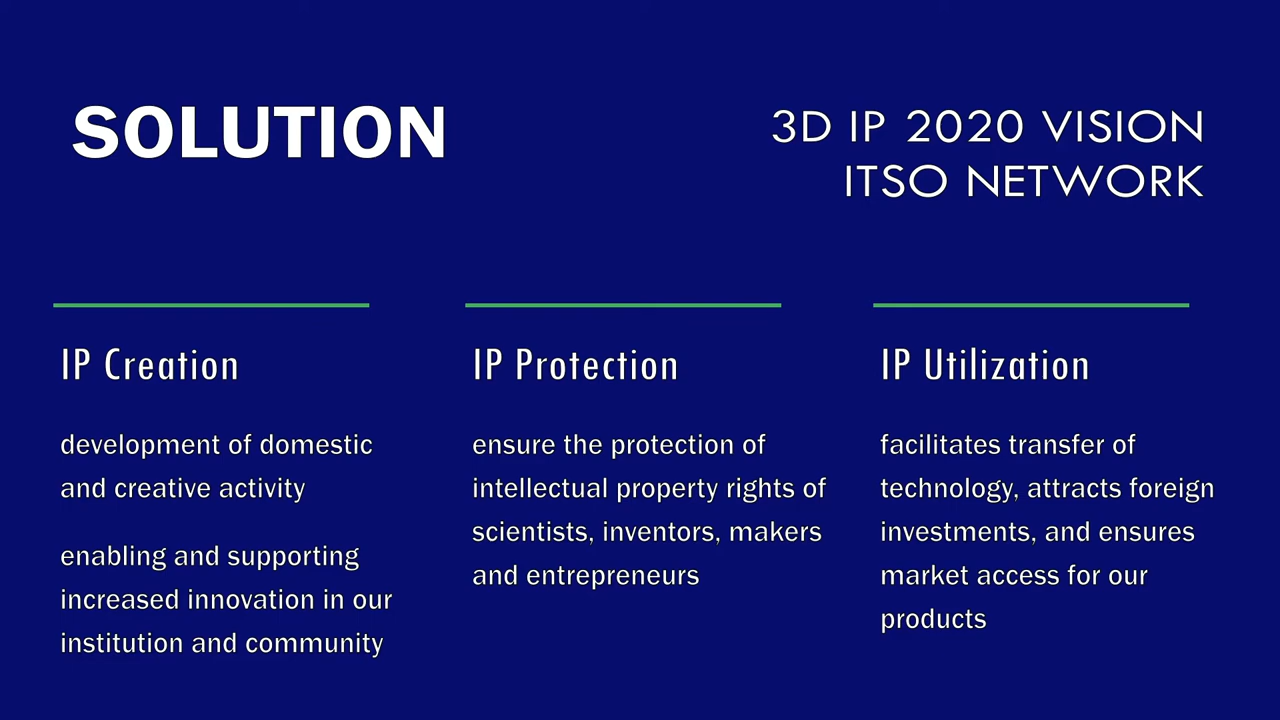 SOLUTION
3D IP 2020 VISION
ITSO NETWORK
IP Creation
development of domestic
and creative activity
enabling and supporting
increased innovation in our
institution and community
IP Protection
ensure the protection of
intellectual property rights of
scientists, inventors, makers
and entrepreneurs
IP Utilization
facilitates transfer of
technology, attracts foreign
investments, and ensures
market access for our
products